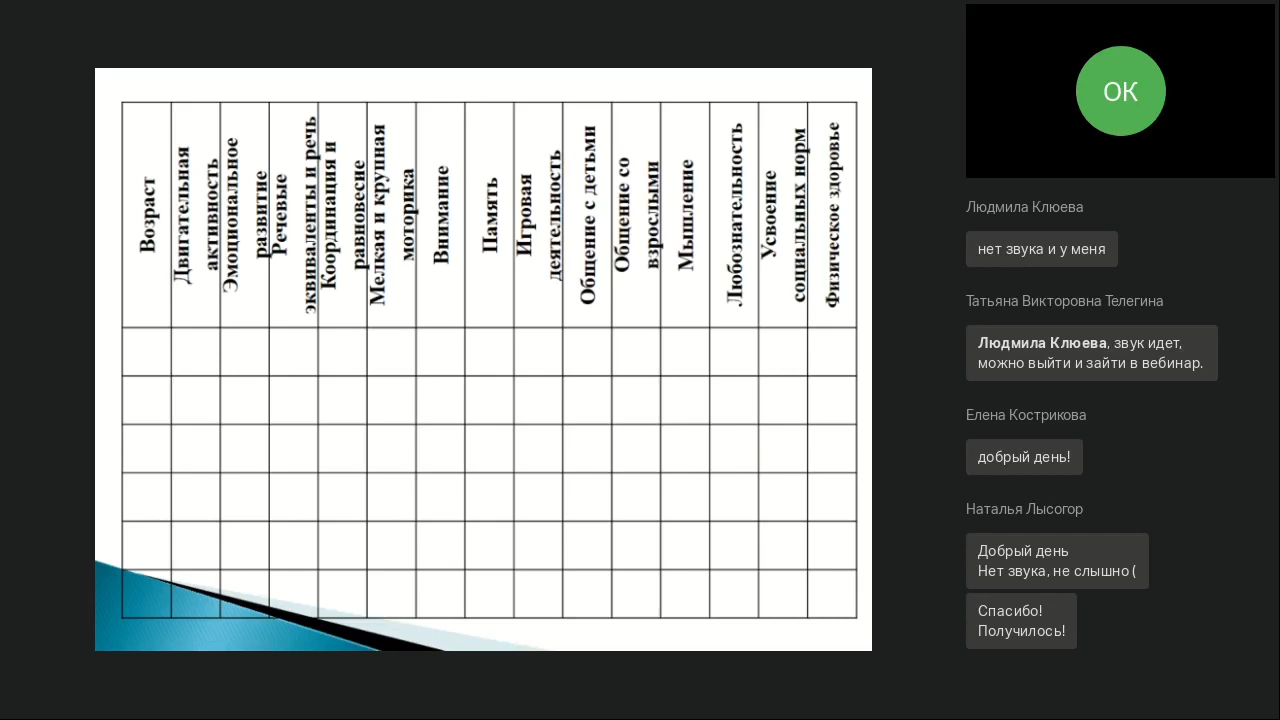 Возраст
Двигательная
активность
Эмоциональное
развитие
Речевые
эквиваленты и речь
Координация и
равновесие
Мелкая и крупная
моторика
Внимание
Память
Игровая
деятельность
Общение с детьми
Общение со
взрослыми
Мышление
Любознательность
Усвоение
социальных норм
Физическое здоровье
ОК
Людмила Клюева
нет звука и у меня
Татьяна Викторовна Телегина
Людмила Клюева, звук идет,
можно выйти и зайти в вебинар.
Елена Кострикова
добрый день!
Наталья Лысогор
Добрый день
Нет звука, не слышно (
Спасибо!
Получилось!